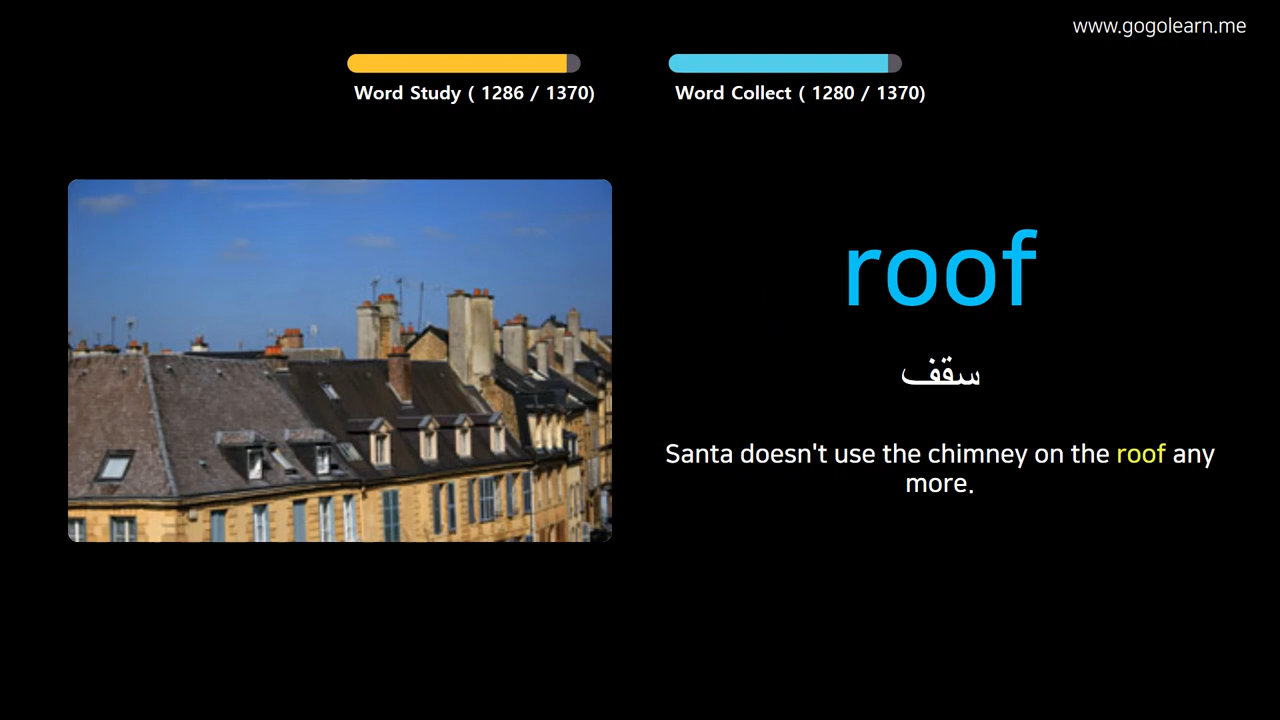 www.gogolearn.me
Word Study ( 1286 / 1370)
Word Collect ( 1280 / 1370)
roof
سقف
Santa doesn't use the chimney on the roof any
more.